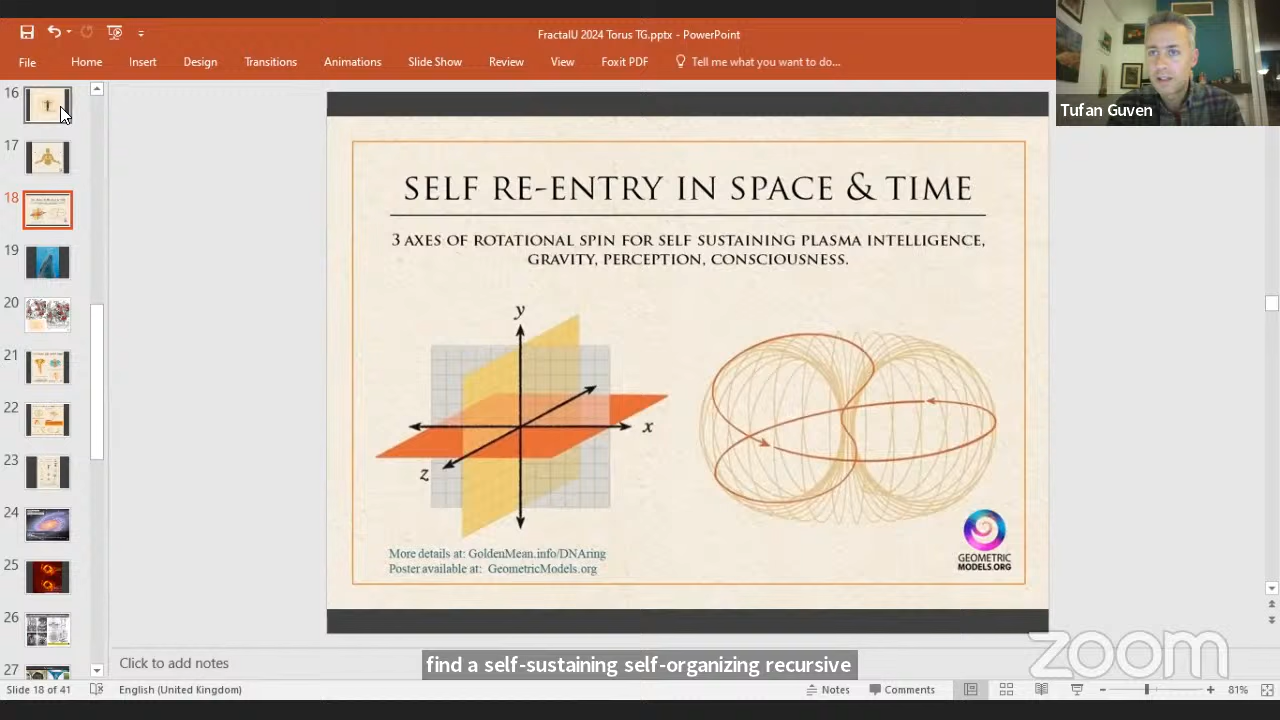 FractalU 2024 Torus TG.pptx - PowerPoint
File Home Insert Design Transitions Animations Slide Show Review View Foxit PDF Tell me what you want to do...
Tufan Guven
16
17
18
19
20
21
22
23
24
25
26
27
SELF RE-ENTRY IN SPACE & TIME
3 AXES OF ROTATIONAL SPIN FOR SELF SUSTAINING PLASMA INTELLIGENCE,
GRAVITY, PERCEPTION, CONSCIOUSNESS.
y
x
z
More details at: GoldenMean.info/DNAring
Poster available at: GeometricModels.org
GEOMETRIC
MODELS.ORG
Click to add notes
find a self-sustaining self-organizing recursive
zoom
Slide 18 of 41 English (United Kingdom) Notes Comments 81%